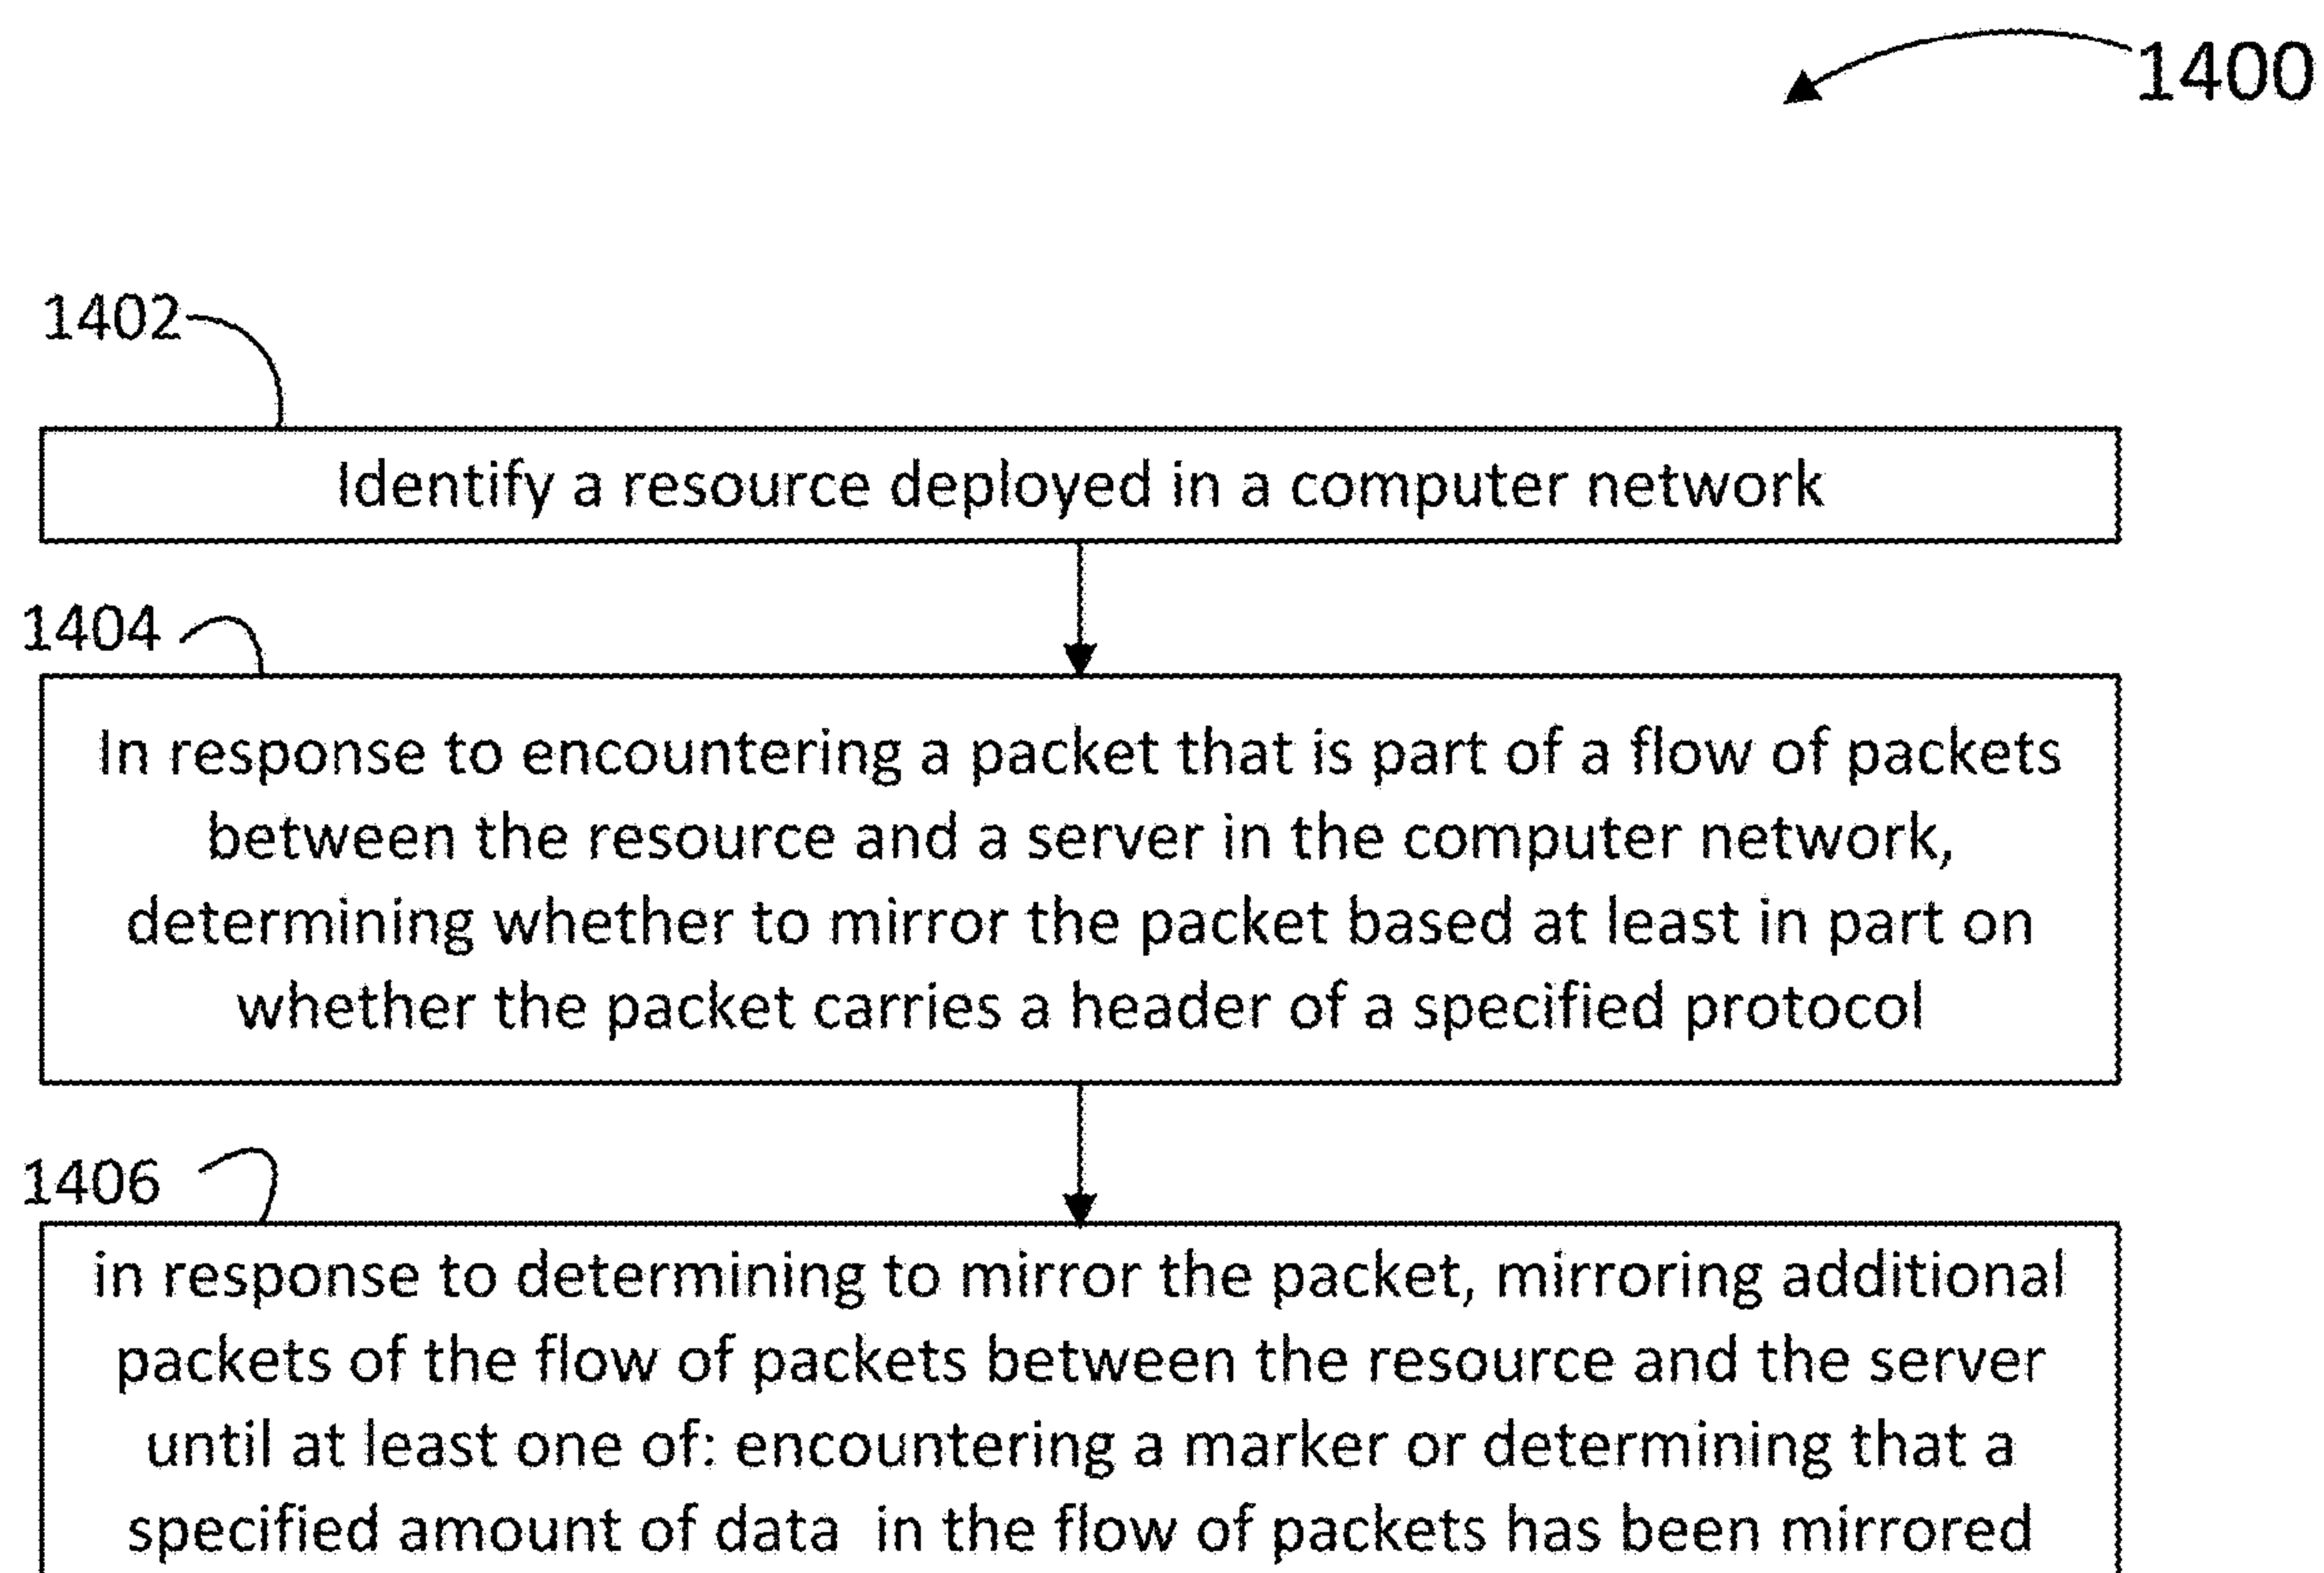 1400
1402
Identify a resource deployed in a computer network
1404
In response to encountering a packet that is part of a flow of packets
between the resource and a server in the computer network,
determining whether to mirror the packet based at least in part on
whether the packet carries a header of a specified protocol
1406
in response to determining to mirror the packet, mirroring additional
packets of the flow of packets between the resource and the server
until at least one of: encountering a marker or determining that a
specified amount of data  in the flow of packets has been mirrored